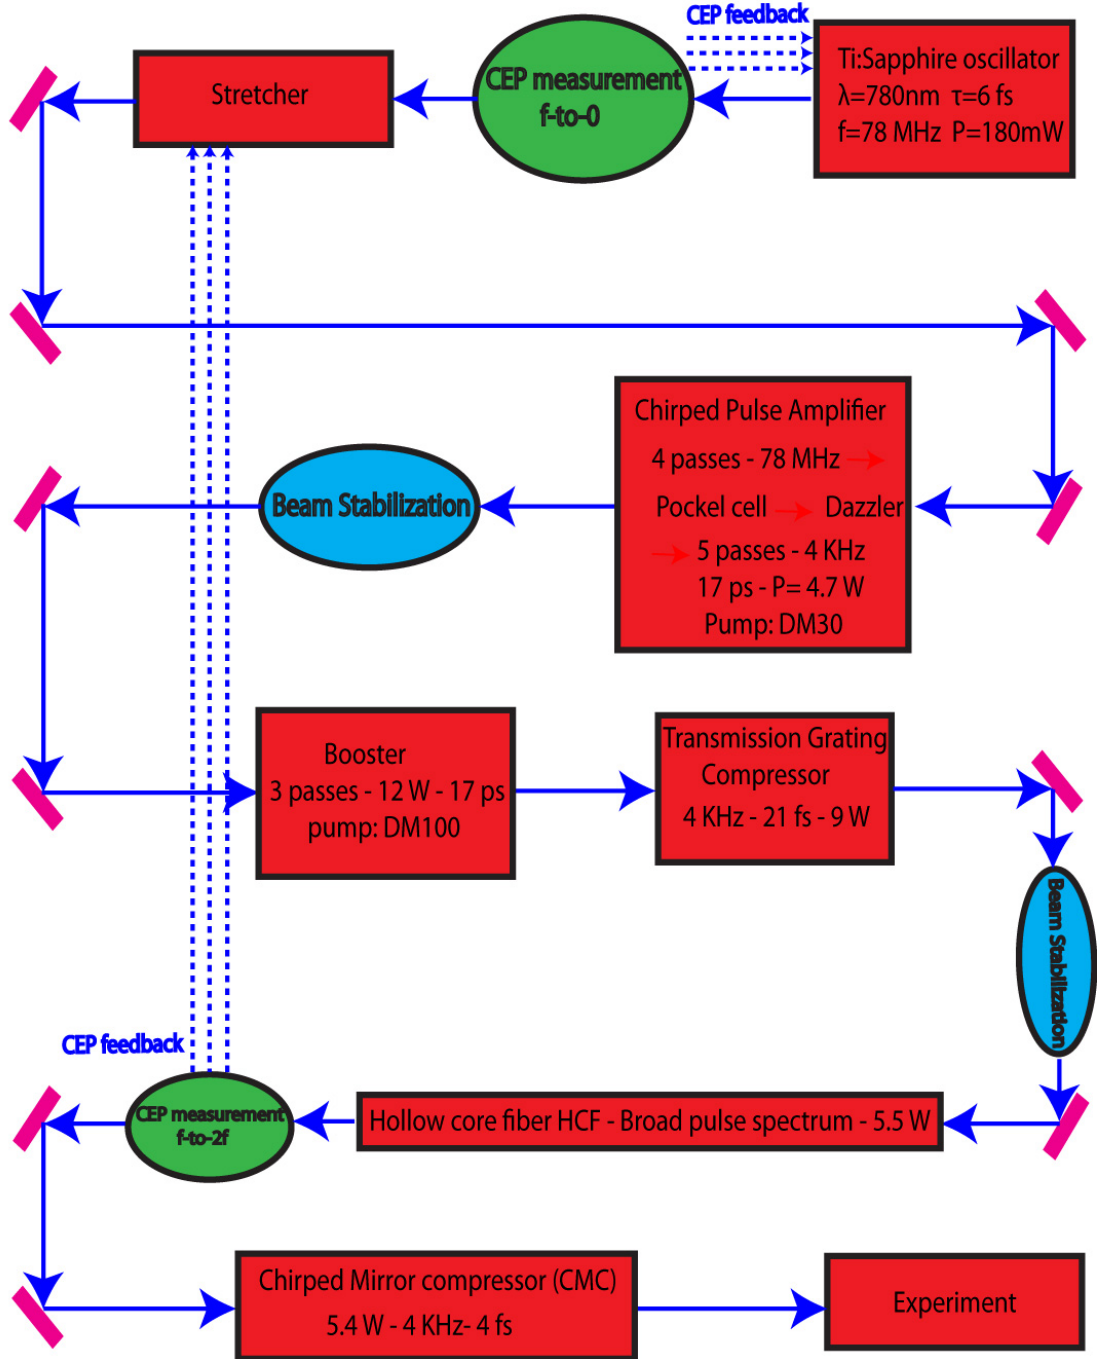 CEP feedback
Ti:Sapphire oscillator
λ=780nm τ=6 fs
f=78 MHz P=180mW
CEP measurement
f-to-0
Stretcher
Chirped Pulse Amplifier
4 passes - 78 MHz →
Pockel cell → Dazzler
→ 5 passes - 4 KHz
17 ps - P= 4.7 W
Pump: DM30
Beam Stabilization
Booster
3 passes - 12 W - 17 ps
pump: DM100
Transmission Grating
Compressor
4 KHz - 21 fs - 9 W
Beam Stabilization
Hollow core fiber HCF - Broad pulse spectrum - 5.5 W
CEP feedback
CEP measurement
f-to-2f
Chirped Mirror compressor (CMC)
5.4 W - 4 KHz- 4 fs
Experiment